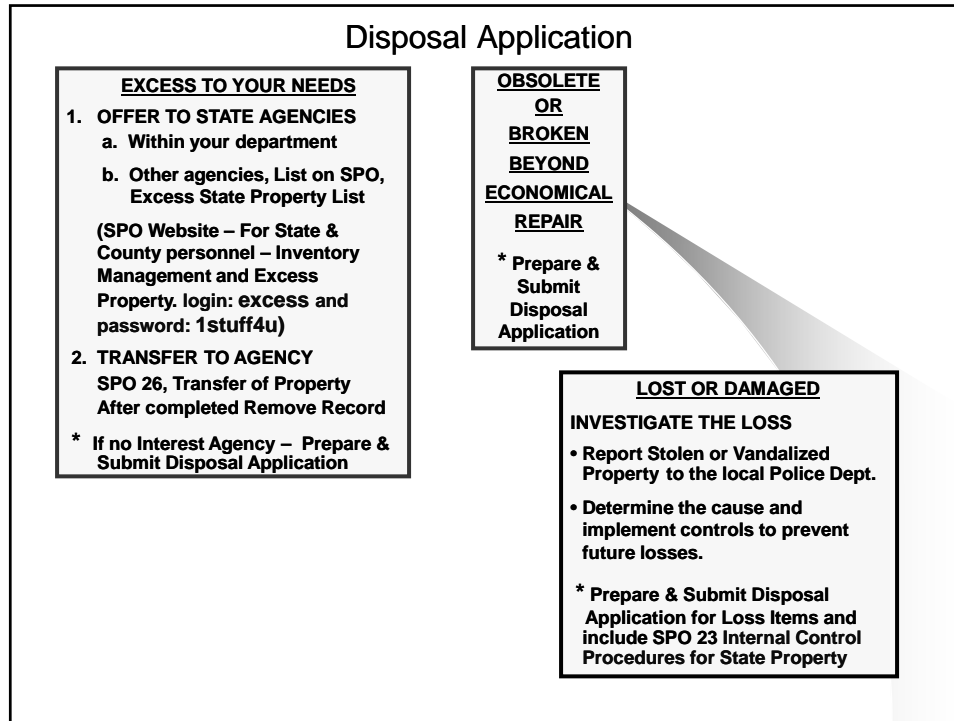 Disposal Application
EXCESS TO YOUR NEEDS
1. OFFER TO STATE AGENCIES
a. Within your department
b. Other agencies, List on SPO,
Excess State Property List
(SPO Website – For State &
County personnel – Inventory
Management and Excess
Property. login: excess and
password: 1stuff4u)
2. TRANSFER TO AGENCY
SPO 26, Transfer of Property
After completed Remove Record
* If no Interest Agency – Prepare &
Submit Disposal Application
OBSOLETE
OR
BROKEN
BEYOND
ECONOMICAL
REPAIR
* Prepare &
Submit
Disposal
Application
LOST OR DAMAGED
INVESTIGATE THE LOSS
• Report Stolen or Vandalized
Property to the local Police Dept.
• Determine the cause and
implement controls to prevent
future losses.
* Prepare & Submit Disposal
Application for Loss Items and
include SPO 23 Internal Control
Procedures for State Property